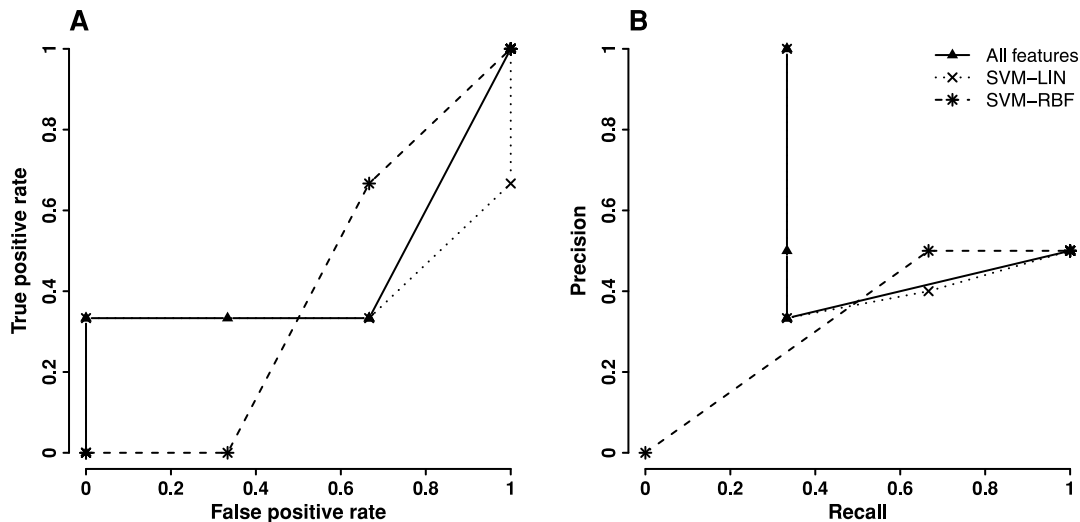 A
True positive rate
1
0.8
0.6
0.4
0.2
0
0 0.2 0.4 0.6 0.8 1
False positive rate
B
Precision
1
0.8
0.6
0.4
0.2
0
All features
SVM−LIN
SVM−RBF
0 0.2 0.4 0.6 0.8 1
Recall